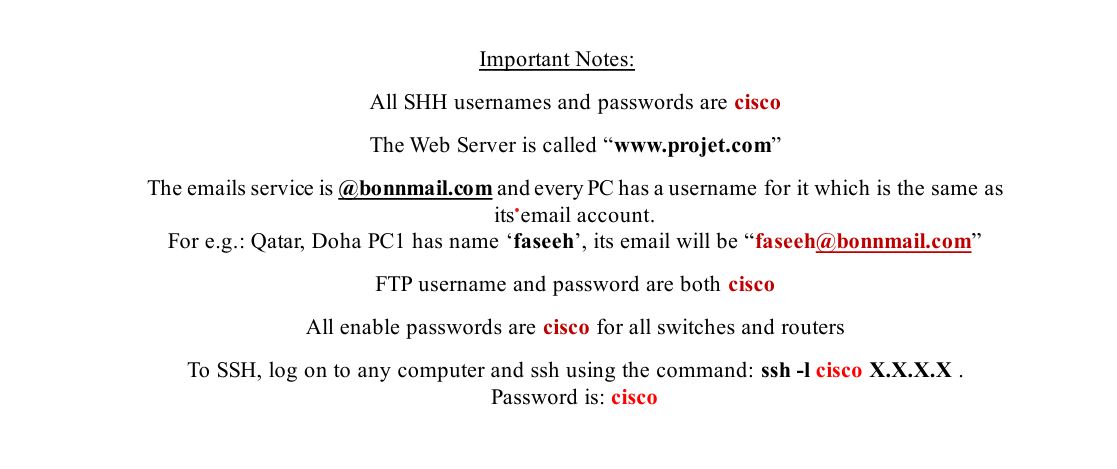 Important Notes:
All SHH usernames and passwords are cisco
The Web Server is called “www.projet.com”
The emails service is @bonnmail.com and every PC has a username for it which is the same as
its email account.
For e.g.: Qatar, Doha PC1 has name ‘faseeh’, its email will be “faseeh@bonnmail.com”
FTP username and password are both cisco
All enable passwords are cisco for all switches and routers
To SSH, log on to any computer and ssh using the command: ssh -l cisco X.X.X.X .
Password is: cisco